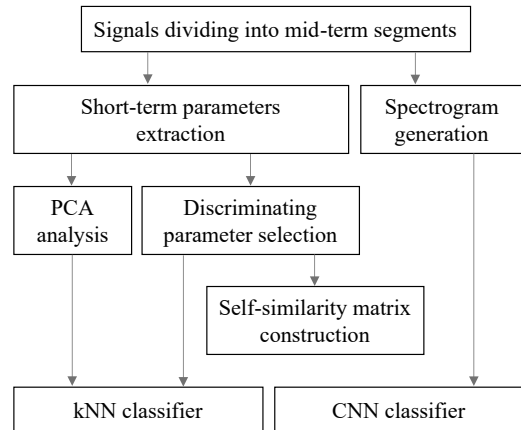 Signals dividing into mid-term segments
Short-term parameters
extraction
Spectrogram
generation
PCA
analysis
Discriminating
parameter selection
Self-similarity matrix
construction
kNN classifier
CNN classifier